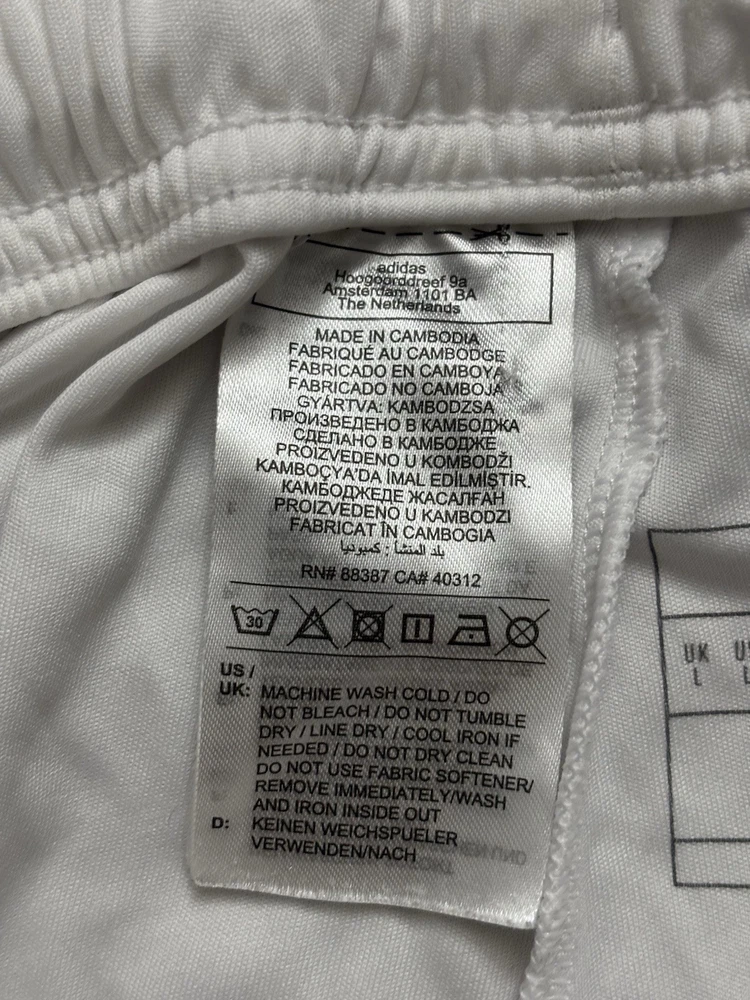 adidas
Hoogoorddreef 9a
Amsterdam 1101 BA
The Netherlands
MADE IN CAMBODIA
FABRIQUÉ AU CAMBODGE
FABRICADO EN CAMBOYA
FABRICADO NO CAMBOJA
GYÁRTVA: KAMBODZSA
ПРОИЗВЕДЕНО В КАМБОДЖА
СДЕЛАНО В КАМБОДЖЕ
PROIZVEDENO U KOMBODŽI
KAMBOÇYA'DA İMAL EDİLMİŞTİR.
КАМБОДЖЕДЕ ЖАСАЛҒАН
PROIZVEDENO U KAMBODZI
FABRICAT ÎN CAMBOGIA
بلد المنشأ : كمبوديا
RN# 88387 CA# 40312
30
US /
UK: MACHINE WASH COLD / DO
NOT BLEACH / DO NOT TUMBLE
DRY / LINE DRY / COOL IRON IF
NEEDED / DO NOT DRY CLEAN
DO NOT USE FABRIC SOFTENER/
REMOVE IMMEDIATELY/WASH
AND IRON INSIDE OUT
D: KEINEN WEICHSPUELER
VERWENDEN/NACH
UK
L